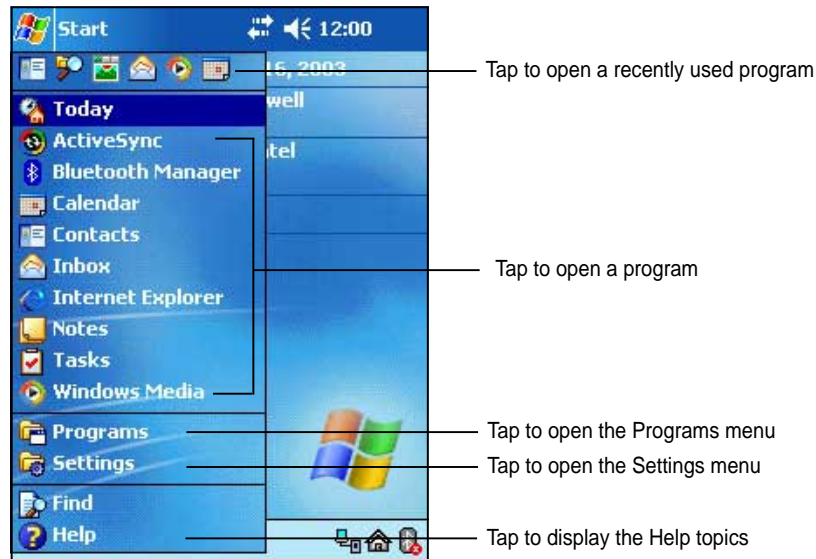 Start 12:00
16, 2003
Tap to open a recently used program
well
Today
ActiveSync
tel
Bluetooth Manager
Calendar
Contacts
Inbox
Tap to open a program
Internet Explorer
Notes
Tasks
Windows Media
Programs
Tap to open the Programs menu
Settings
Tap to open the Settings menu
Find
Help
Tap to display the Help topics